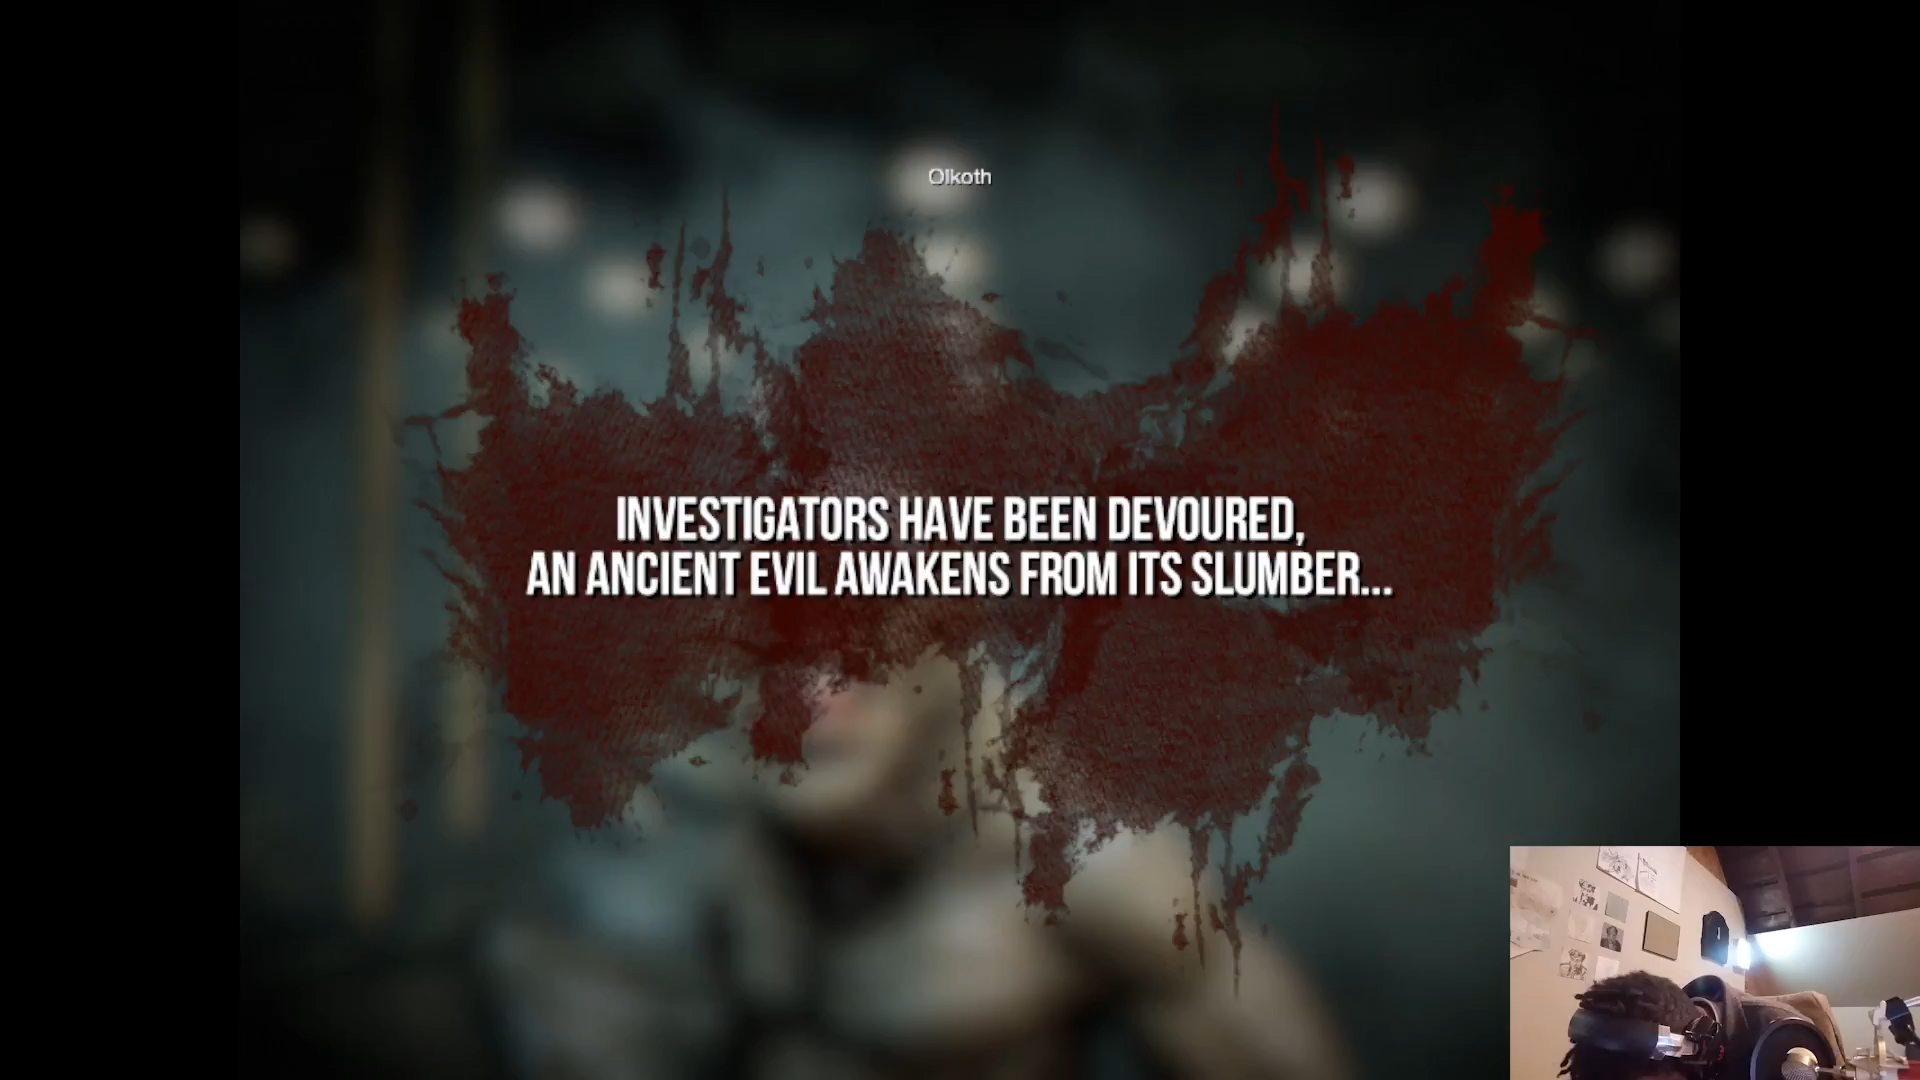 Olkoth
INVESTIGATORS HAVE BEEN DEVOURED,
AN ANCIENT EVIL AWAKENS FROM ITS SLUMBER...